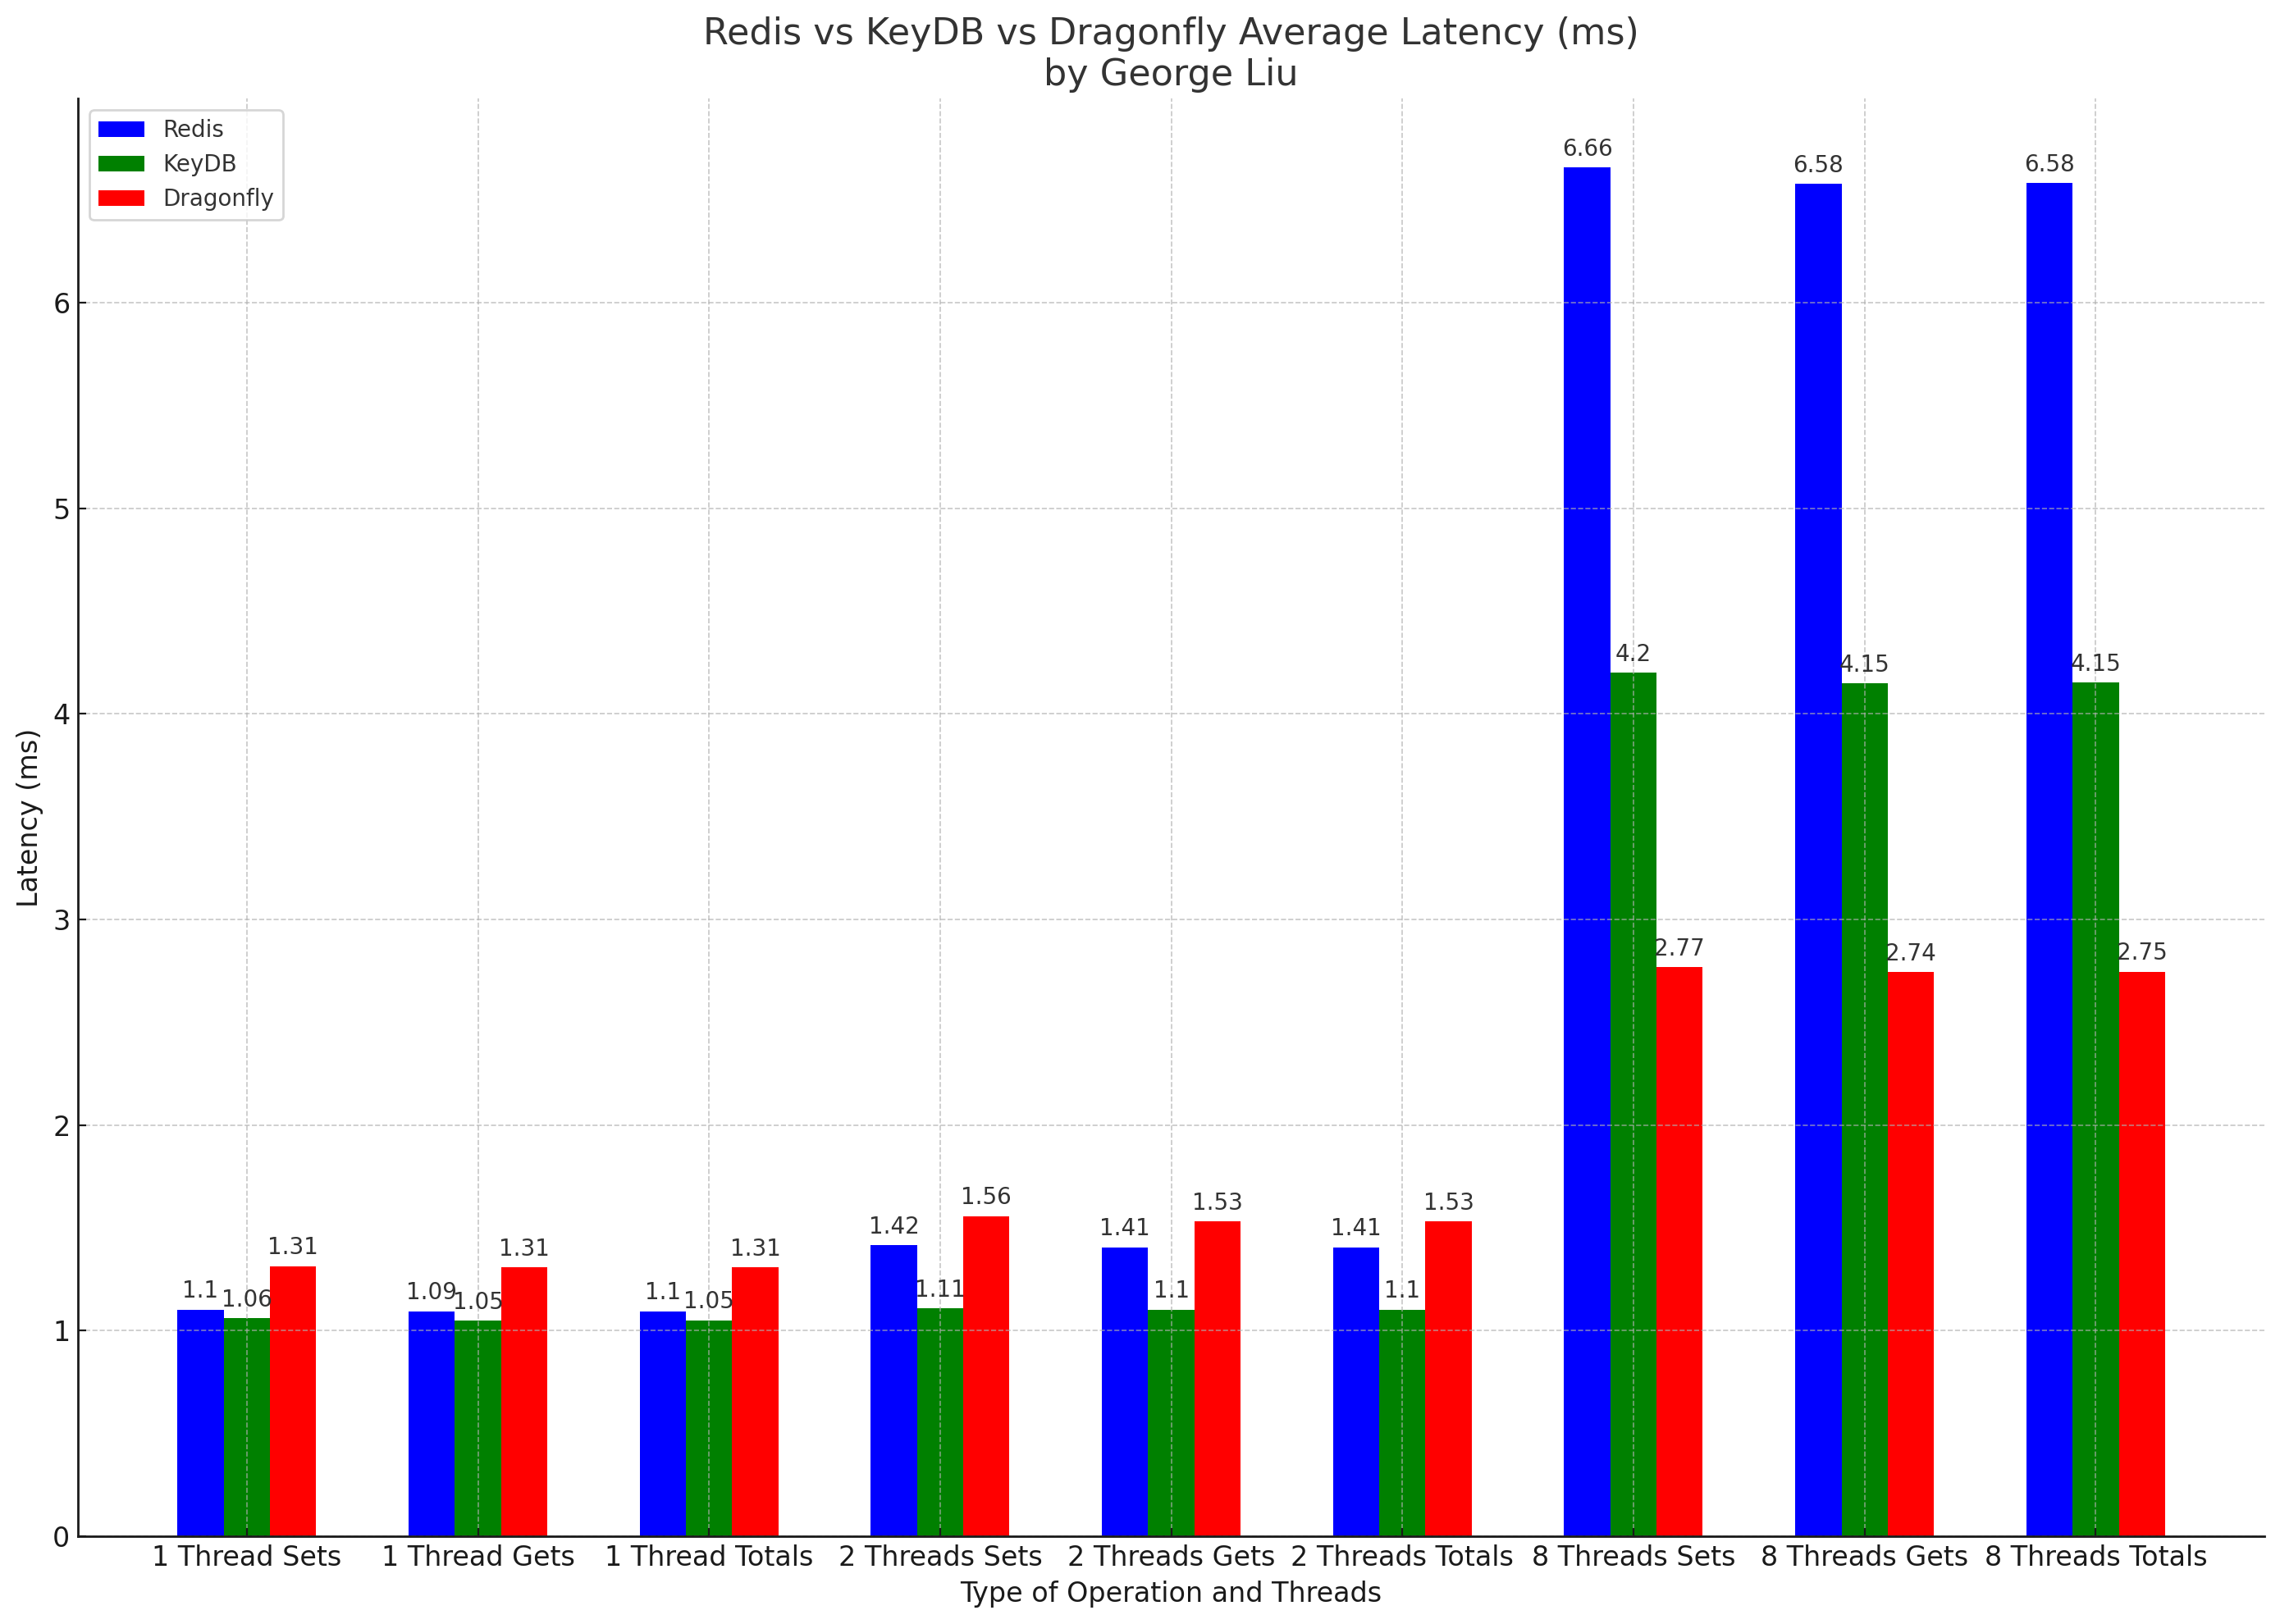 Redis vs KeyDB vs Dragonfly Average Latency (ms)
by George Liu
Redis
KeyDB
Dragonfly
Latency (ms)
6
5
4
3
2
1
0
1.1
1.06
1.31
1.09
1.05
1.31
1.1
1.05
1.31
1.42
1.11
1.56
1.41
1.1
1.53
1.41
1.1
1.53
6.66
4.2
2.77
6.58
4.15
2.74
6.58
4.15
2.75
1 Thread Sets
1 Thread Gets
1 Thread Totals
2 Threads Sets
2 Threads Gets
2 Threads Totals
8 Threads Sets
8 Threads Gets
8 Threads Totals
Type of Operation and Threads